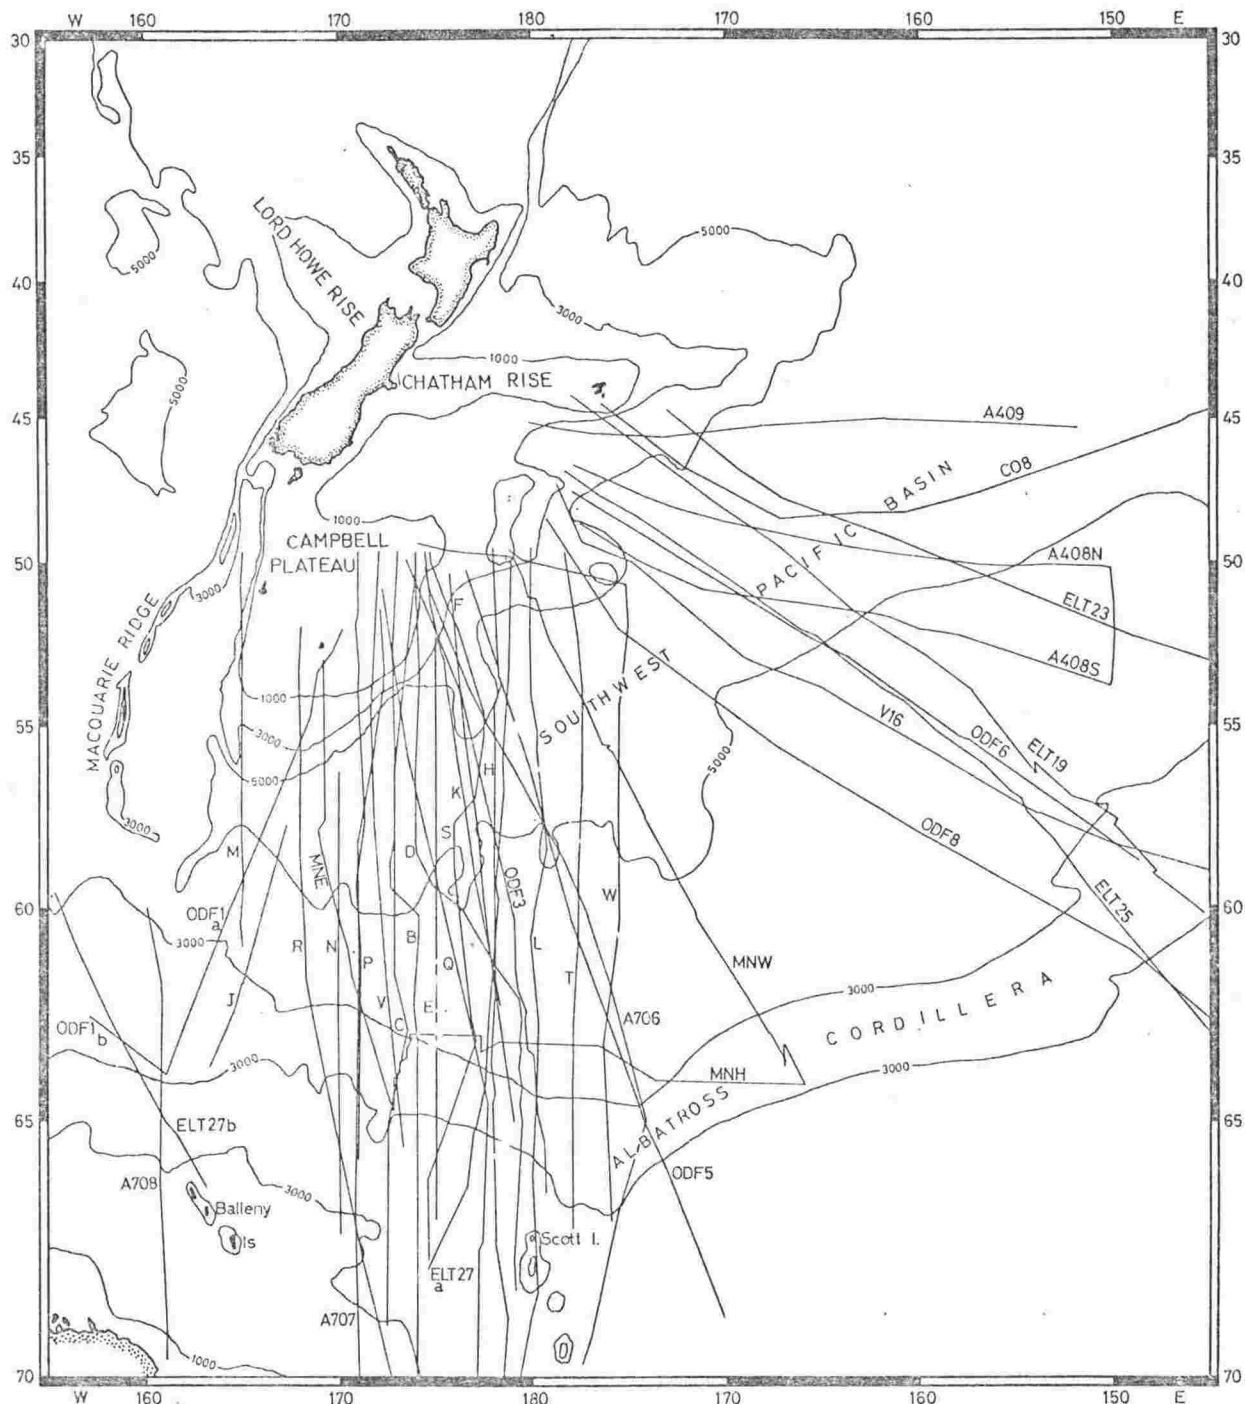 W 160 170 180 170 160 150 E
30 30
35 35
LORD HOWE RISE
5000
5000
40 40
3000
1000
CHATHAM RISE
5000
45 45
A409
CO8
PACIFIC BASIN
1000
CAMPBELL
PLATEAU
50 50
A408N
3000
ELT23
F
MACQUARIE RIDGE
SOUTHWEST
A408S
1000
V16
3000
55 55
ODF6
ELT19
5000
H
5000
K
3000
S
ODF8
M
D
MNE
ODF3
W
ELT25
60 60
ODF1
a
3000
R
N
B
L
P
Q
T
MNW
J
V
E
3000
CORDILLERA
ODF1
b
C
A706
3000
MNH
3000
ALBATROSS
65 65
ELT27b
ODF5
A708
3000
Balleny
Is
Scott I.
ELT27
a
A707
1000
70 70
W 160 170 180 170 160 150 E